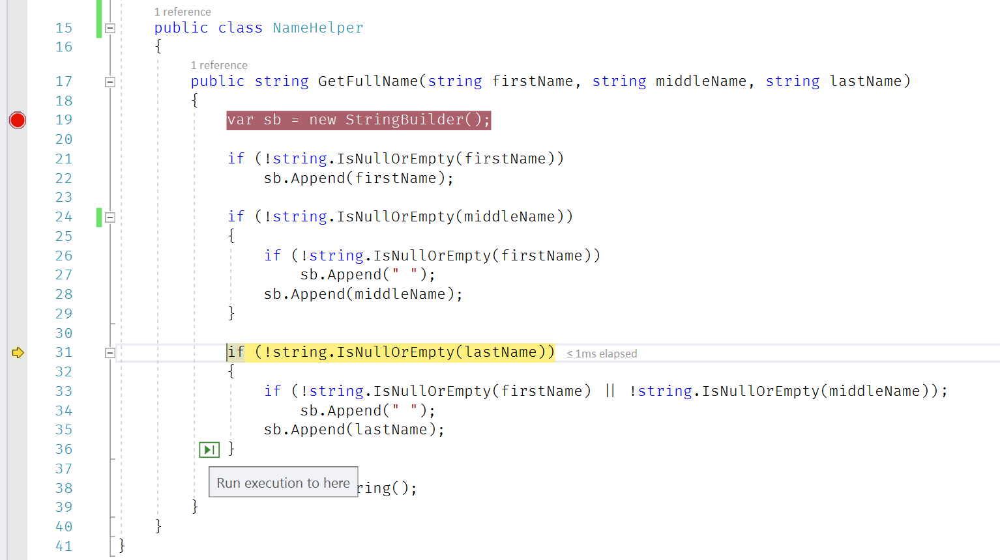 1 reference
15 public class NameHelper
16 {
1 reference
17 public string GetFullName(string firstName, string middleName, string lastName)
18 {
19 var sb = new StringBuilder();
20
21 if (!string.IsNullOrEmpty(firstName))
22 sb.Append(firstName);
23
24 if (!string.IsNullOrEmpty(middleName))
25 {
26 if (!string.IsNullOrEmpty(firstName))
27 sb.Append(" ");
28 sb.Append(middleName);
29 }
30
31 if (!string.IsNullOrEmpty(lastName)) ≤ 1ms elapsed
32 {
33 if (!string.IsNullOrEmpty(firstName) || !string.IsNullOrEmpty(middleName));
34 sb.Append(" ");
35 sb.Append(lastName);
36 }
37
Run execution to here
38 ring();
39 }
40 }
41 }